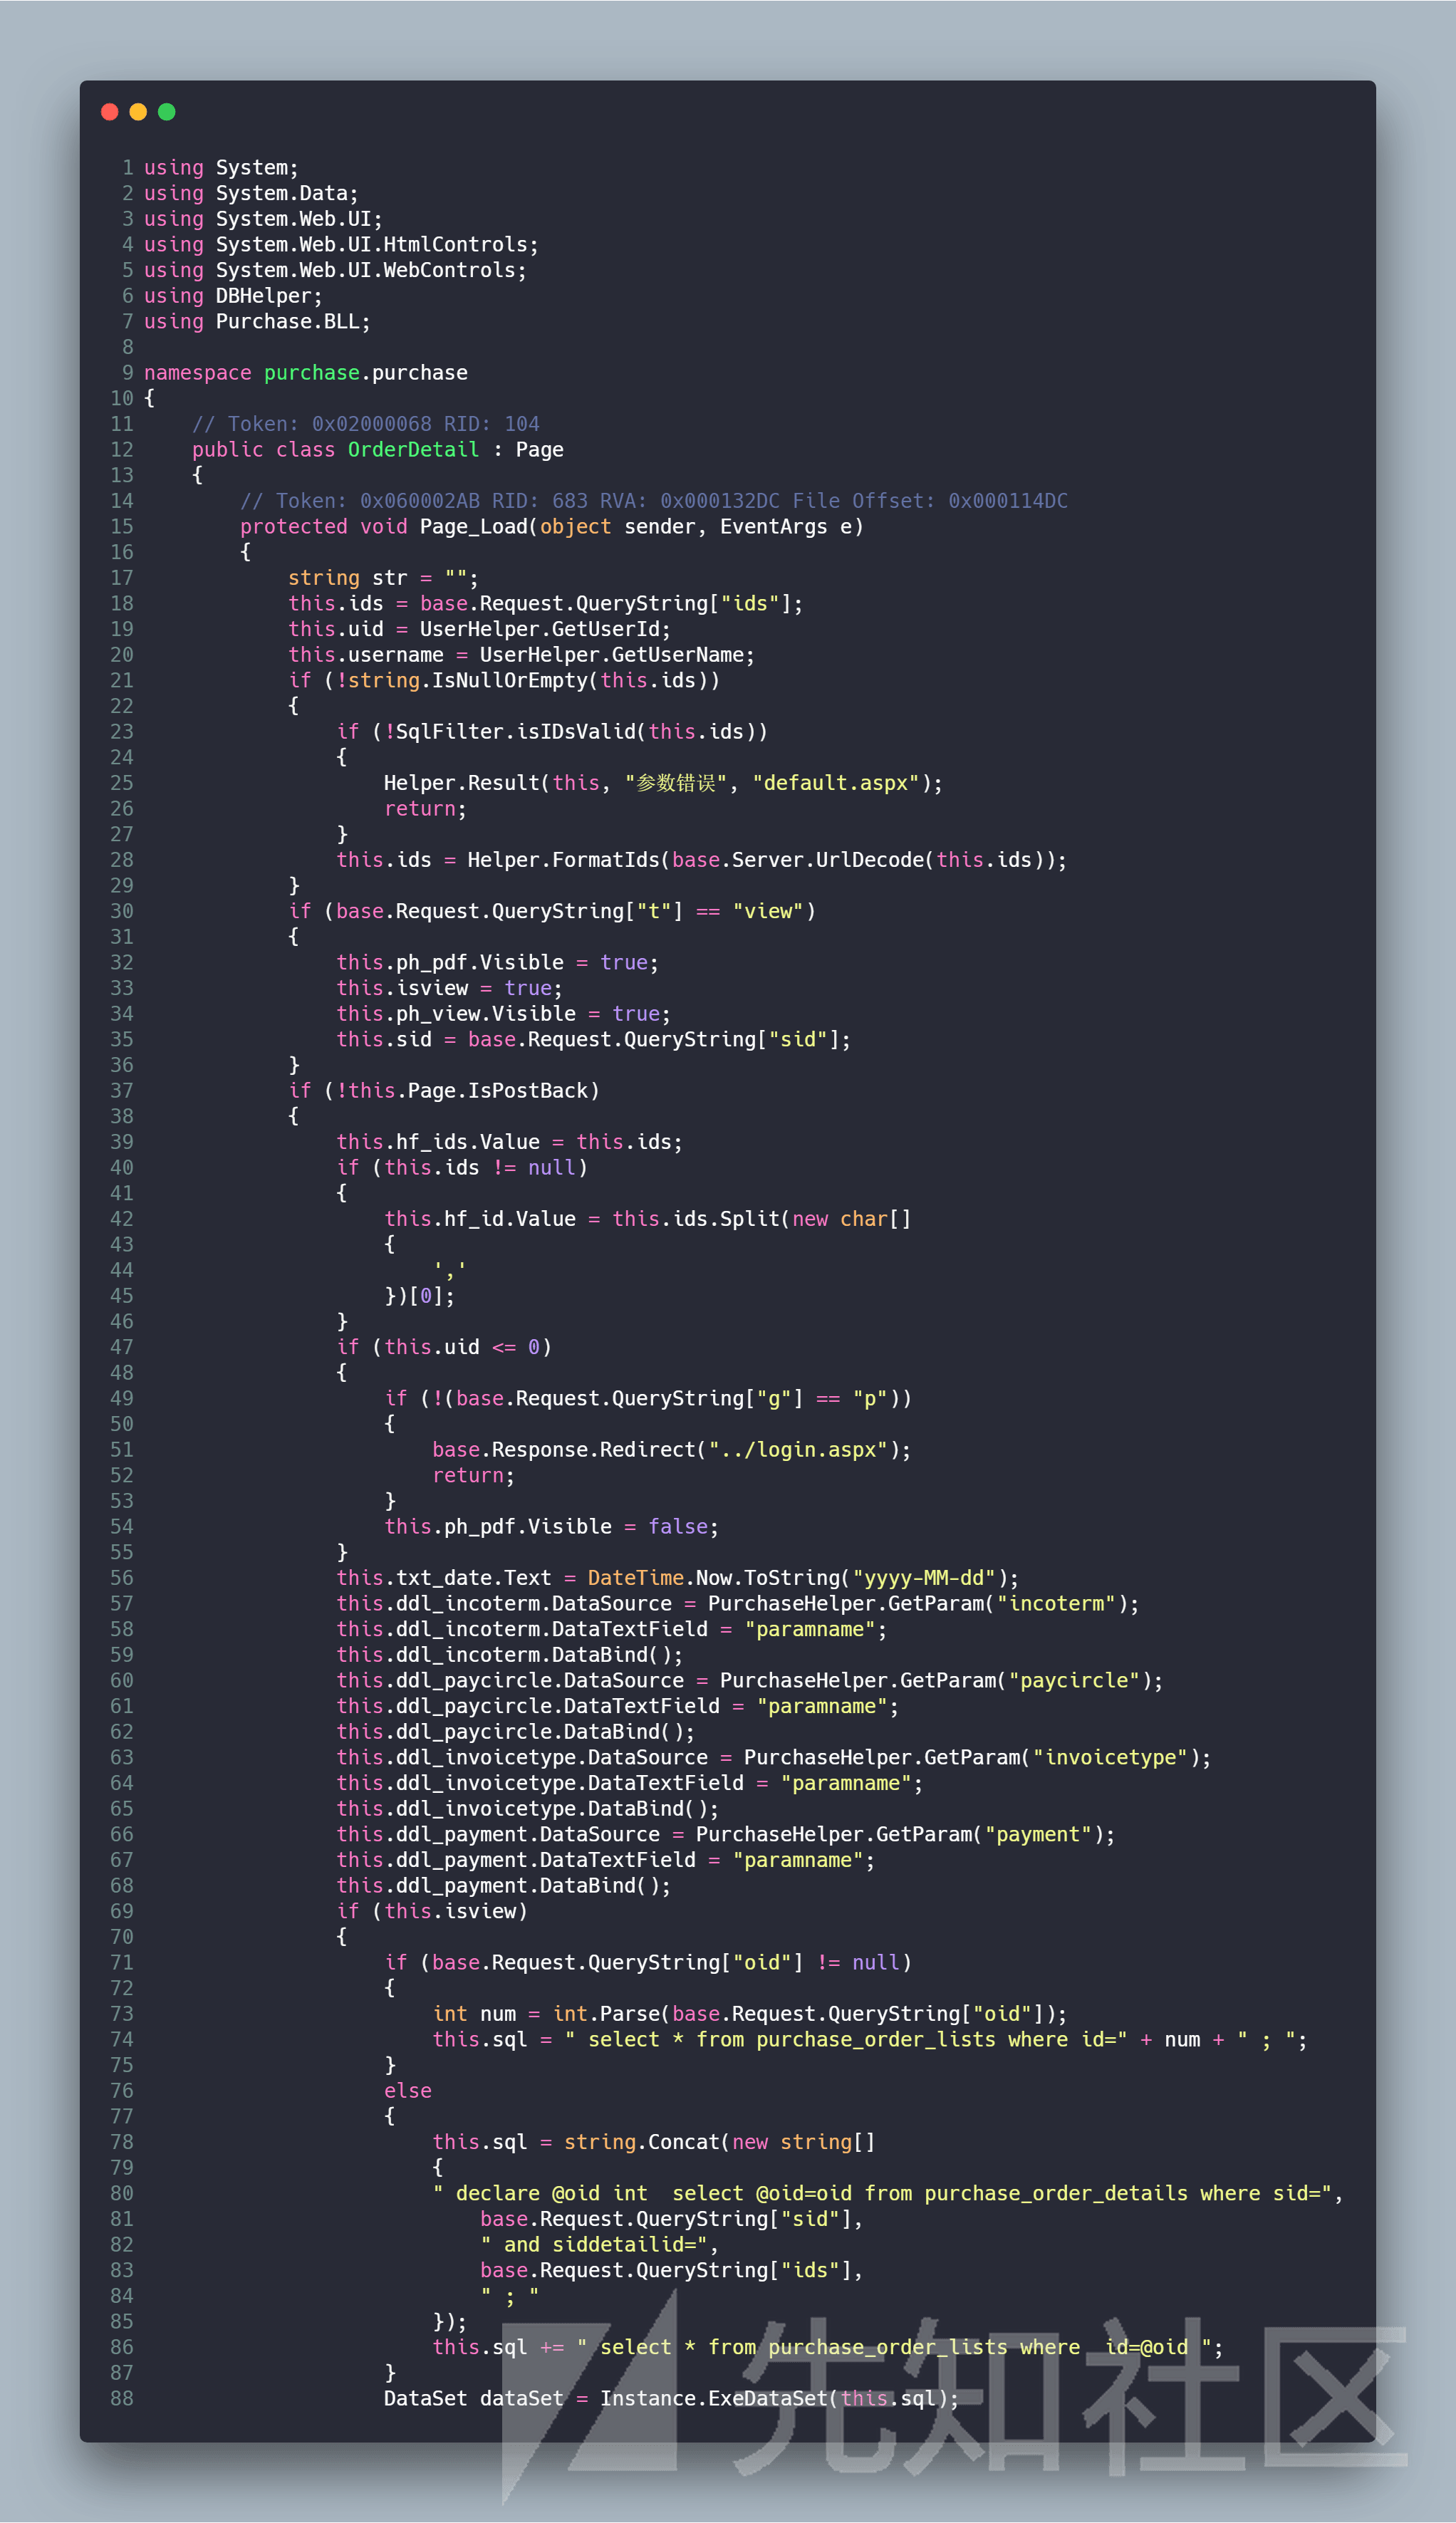 1 using System;
2 using System.Data;
3 using System.Web.UI;
4 using System.Web.UI.HtmlControls;
5 using System.Web.UI.WebControls;
6 using DBHelper;
7 using Purchase.BLL;
8
9 namespace purchase.purchase
10 {
11     // Token: 0x02000068 RID: 104
12     public class OrderDetail : Page
13     {
14         // Token: 0x060002AB RID: 683 RVA: 0x000132DC File Offset: 0x000114DC
15         protected void Page_Load(object sender, EventArgs e)
16         {
17             string str = "";
18             this.ids = base.Request.QueryString["ids"];
19             this.uid = UserHelper.GetUserId;
20             this.username = UserHelper.GetUserName;
21             if (!string.IsNullOrEmpty(this.ids))
22             {
23                 if (!SqlFilter.isIDsValid(this.ids))
24                 {
25                     Helper.Result(this, "参数错误", "default.aspx");
26                     return;
27                 }
28                 this.ids = Helper.FormatIds(base.Server.UrlDecode(this.ids));
29             }
30             if (base.Request.QueryString["t"] == "view")
31             {
32                 this.ph_pdf.Visible = true;
33                 this.isview = true;
34                 this.ph_view.Visible = true;
35                 this.sid = base.Request.QueryString["sid"];
36             }
37             if (!this.Page.IsPostBack)
38             {
39                 this.hf_ids.Value = this.ids;
40                 if (this.ids != null)
41                 {
42                     this.hf_id.Value = this.ids.Split(new char[]
43                     {
44                         ','
45                     })[0];
46                 }
47                 if (this.uid <= 0)
48                 {
49                     if (!(base.Request.QueryString["g"] == "p"))
50                     {
51                         base.Response.Redirect("../login.aspx");
52                         return;
53                     }
54                     this.ph_pdf.Visible = false;
55                 }
56                 this.txt_date.Text = DateTime.Now.ToString("yyyy-MM-dd");
57                 this.ddl_incoterm.DataSource = PurchaseHelper.GetParam("incoterm");
58                 this.ddl_incoterm.DataTextField = "paramname";
59                 this.ddl_incoterm.DataBind();
60                 this.ddl_paycircle.DataSource = PurchaseHelper.GetParam("paycircle");
61                 this.ddl_paycircle.DataTextField = "paramname";
62                 this.ddl_paycircle.DataBind();
63                 this.ddl_invoicetype.DataSource = PurchaseHelper.GetParam("invoicetype");
64                 this.ddl_invoicetype.DataTextField = "paramname";
65                 this.ddl_invoicetype.DataBind();
66                 this.ddl_payment.DataSource = PurchaseHelper.GetParam("payment");
67                 this.ddl_payment.DataTextField = "paramname";
68                 this.ddl_payment.DataBind();
69                 if (this.isview)
70                 {
71                     if (base.Request.QueryString["oid"] != null)
72                     {
73                         int num = int.Parse(base.Request.QueryString["oid"]);
74                         this.sql = " select * from purchase_order_lists where id=" + num + " ; ";
75                     }
76                     else
77                     {
78                         this.sql = string.Concat(new string[]
79                         {
80                         " declare @oid int  select @oid=oid from purchase_order_details where sid=",
81                             base.Request.QueryString["sid"],
82                             " and siddetailid=",
83                             base.Request.QueryString["ids"],
84                             " ; "
85                         });
86                         this.sql += " select * from purchase_order_lists where  id=@oid ";
87                     }
88                     DataSet dataSet = Instance.ExeDataSet(this.sql);
先知社区